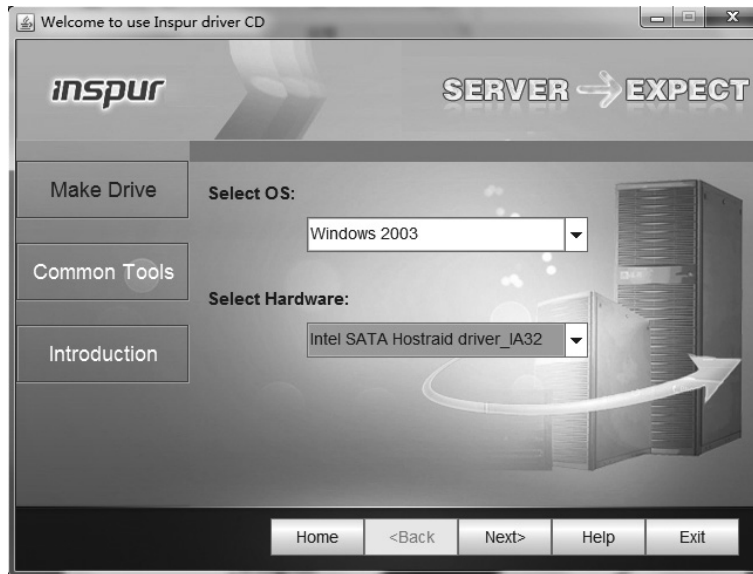 Welcome to use Inspur driver CD
inspur
SERVER EXPECT
Make Drive
Common Tools
Introduction
Select OS:
Windows 2003
Select Hardware:
Intel SATA Hostraid driver_IA32
Home
<Back
Next>
Help
Exit